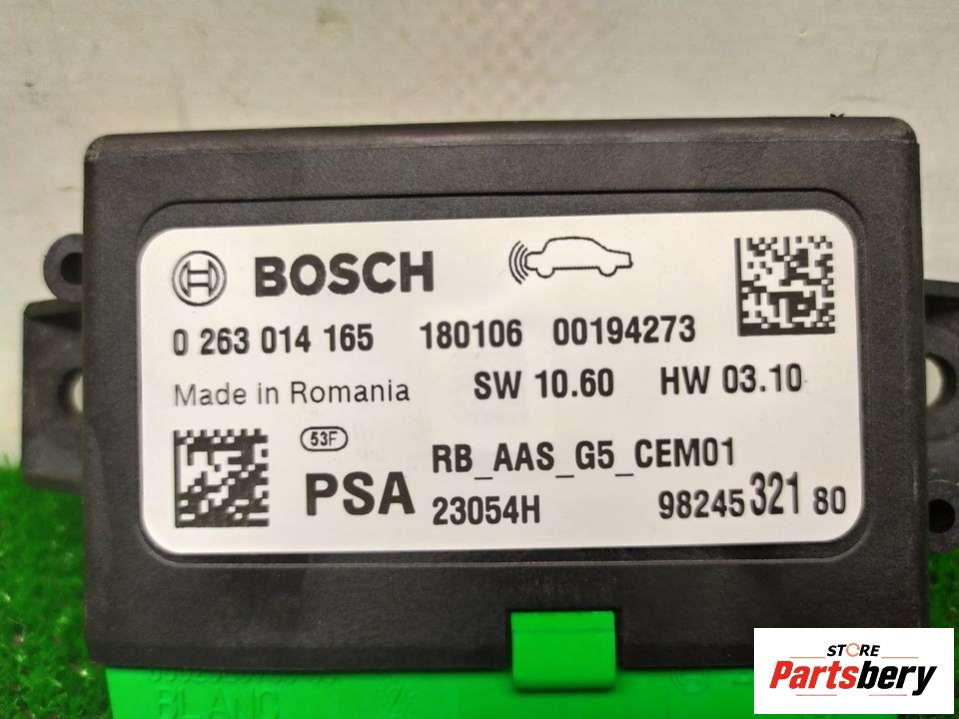 BOSCH
0 263 014 165 180106 00194273
Made in Romania SW 10.60 HW 03.10
53F
PSA RB_AAS_G5_CEM01
23054H 98245 321 80
BLANC
STORE
Partsbery